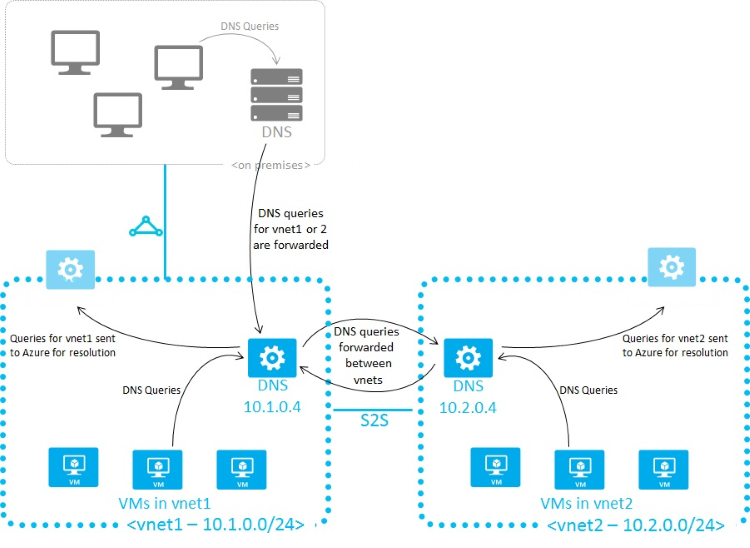 DNS Queries
DNS
<on premises>
DNS queries
for vnet1 or 2
are forwarded
Queries for vnet1 sent
to Azure for resolution
DNS Queries
DNS
10.1.0.4
DNS queries
forwarded
between
vnets
S2S
DNS
10.2.0.4
Queries for vnet2 sent
to Azure for resolution
DNS Queries
VM
VM
VM
VMs in vnet1
<vnet1 – 10.1.0.0/24>
VM
VM
VM
VMs in vnet2
<vnet2 – 10.2.0.0/24>